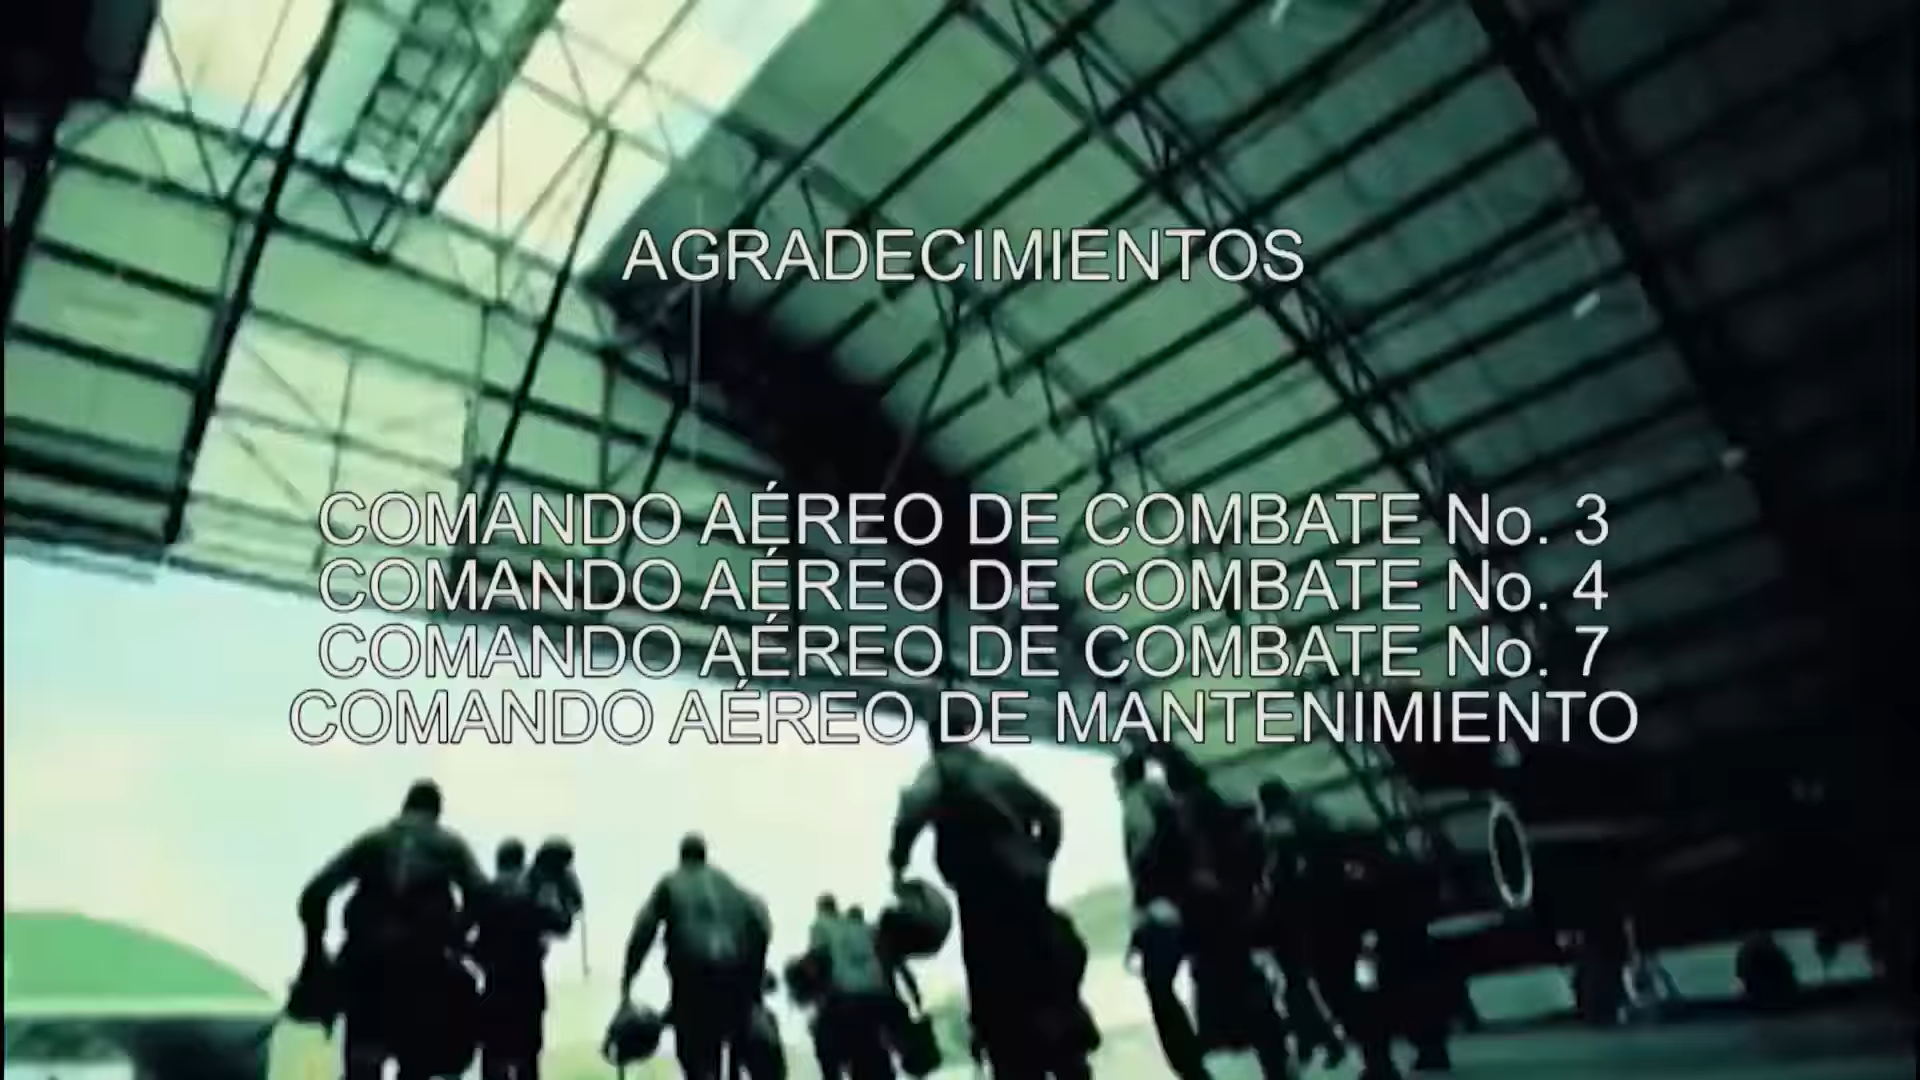 AGRADECIMIENTOS
COMANDO AÉREO DE COMBATE No. 3
COMANDO AÉREO DE COMBATE No. 4
COMANDO AÉREO DE COMBATE No. 7
COMANDO AÉREO DE MANTENIMIENTO